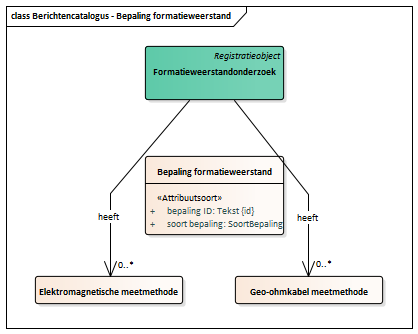 class Berichtencatalogus - Bepaling formatieweerstand
Registratieobject
Formatieweerstandonderzoek
Bepaling formatieweerstand
«Attribuutsoort»
+ bepaling ID: Tekst {id}
+ soort bepaling: SoortBepaling
heeft
heeft
0..*
0..*
Elektromagnetische meetmethode
Geo-ohmkabel meetmethode